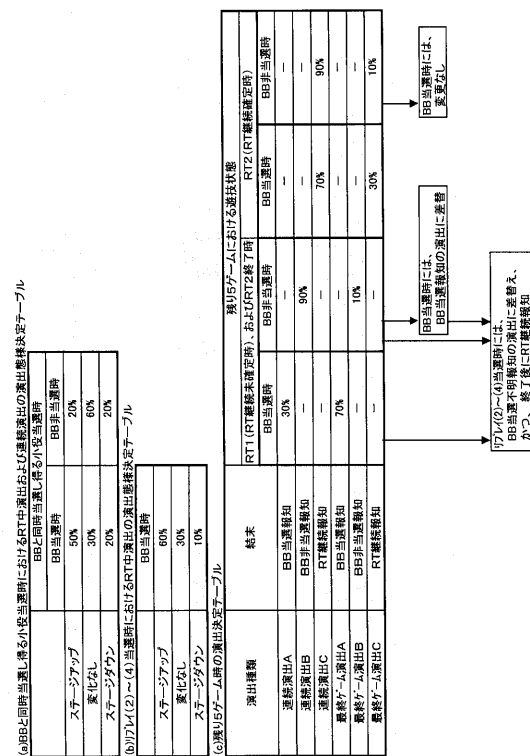 (a)BBと同時当選し得る小役当選時におけるRT中演出および連続演出の演出態様決定テーブル
BBと同時当選し得る小役当選時
BB当選時 BB非当選時
ステージアップ 50% 20%
変化なし 30% 60%
ステージダウン 20% 20%
(b)リプレイ(2)～(4)当選時におけるRT中演出の演出態様決定テーブル
BB当選時
ステージアップ 60%
変化なし 30%
ステージダウン 10%
(c)残り5ゲーム時の演出決定テーブル
残り5ゲームにおける遊技状態
演出種類 結末 RT1(RT継続未確定時)、およびRT2終了時 RT2(RT継続確定時)
BB当選時 BB非当選時 BB当選時 BB非当選時
連続演出A BB当選報知 30% － － －
連続演出B BB非当選報知 － 90% － －
連続演出C RT継続報知 － － 70% 90%
最終ゲーム演出A BB当選報知 70% － － －
最終ゲーム演出B BB非当選報知 － 10% － －
最終ゲーム演出C RT継続報知 － － 30% 10%
BB当選時には、
BB当選報知の演出に差替
BB当選時には、
変更なし
リプレイ(2)～(4)当選時には、
BB当選不明報知の演出に差替え、
かつ、終了後にRT継続報知